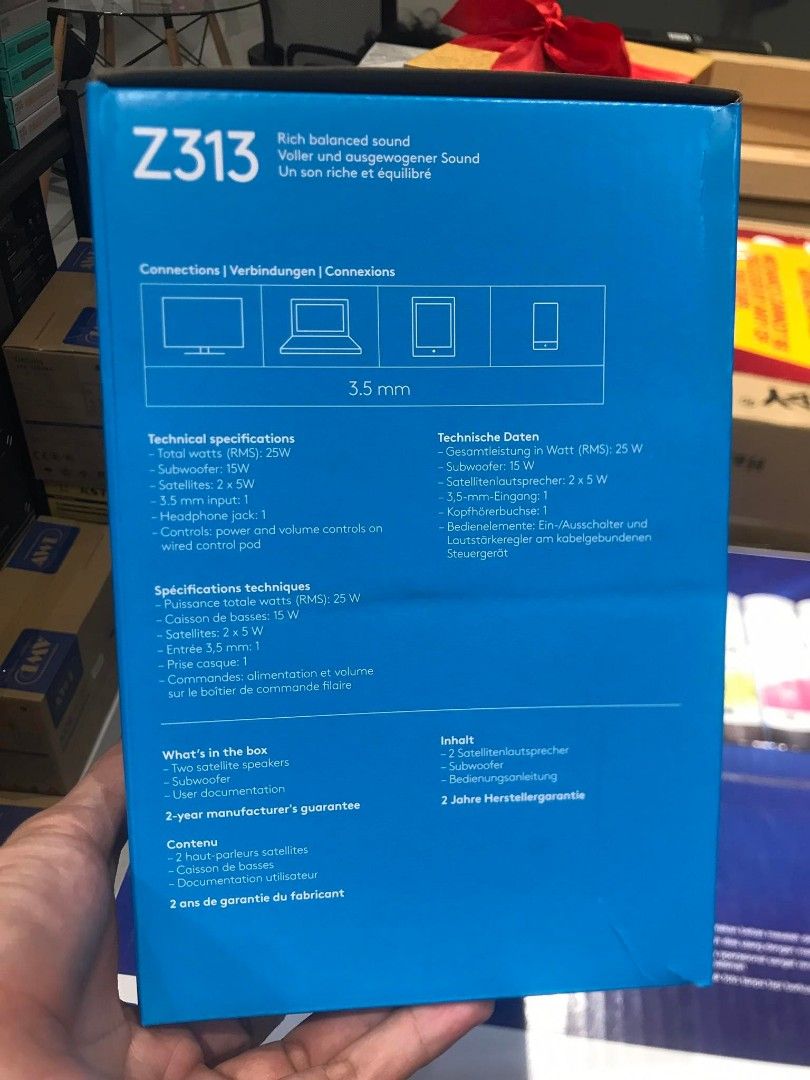 Z313
Rich balanced sound
Voller und ausgewogener Sound
Un son riche et équilibré
Connections | Verbindungen | Connexions
3.5 mm
Technical specifications
- Total watts (RMS): 25W
- Subwoofer: 15W
- Satellites: 2 x 5W
- 3.5 mm input: 1
- Headphone jack: 1
- Controls: power and volume controls on
wired control pod
Technische Daten
- Gesamtleistung in Watt (RMS): 25 W
- Subwoofer: 15 W
- Satellitenlautsprecher: 2 x 5 W
- 3,5-mm-Eingang: 1
- Kopfhörerbuchse: 1
- Bedienelemente: Ein-/Ausschalter und
Lautstärkeregler am kabelgebundenen
Steuergerät
Spécifications techniques
- Puissance totale watts (RMS): 25 W
- Caisson de basses: 15 W
- Satellites: 2 x 5 W
- Entrée 3,5 mm: 1
- Prise casque: 1
- Commandes: alimentation et volume
sur le boîtier de commande filaire
What's in the box
- Two satellite speakers
- Subwoofer
- User documentation
2-year manufacturer's guarantee
Inhalt
- 2 Satellitenlautsprecher
- Subwoofer
- Bedienungsanleitung
2 Jahre Herstellergarantie
Contenu
- 2 haut-parleurs satellites
- Caisson de basses
- Documentation utilisateur
2 ans de garantie du fabricant
AWI
AWI